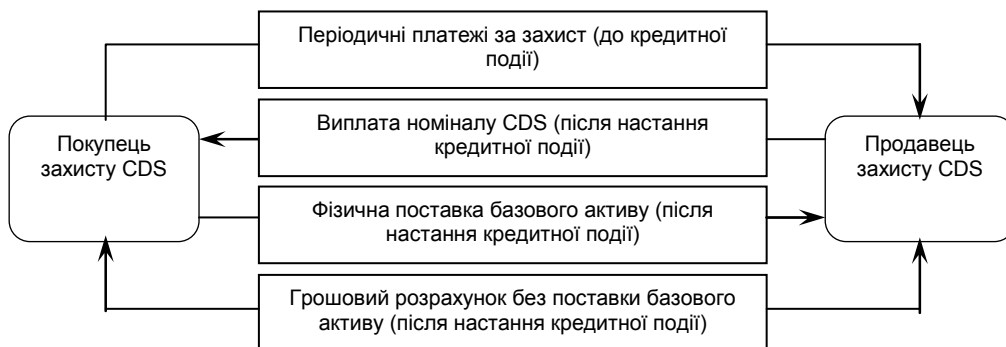 Періодичні платежі за захист (до кредитної
події)
Виплата номіналу CDS (після настання
кредитної події)
Покупець
захисту CDS
Продавець
захисту CDS
Фізична поставка базового активу (після
настання кредитної події)
Грошовий розрахунок без поставки базового
активу (після настання кредитної події)